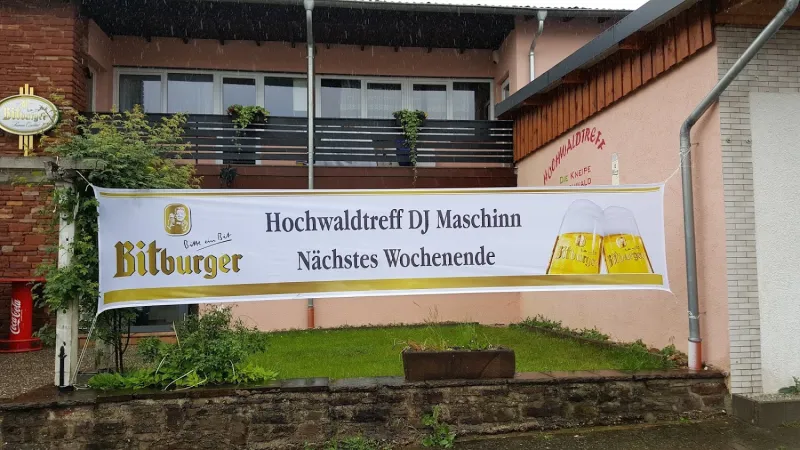 Bitburger
HOCHWALDTREFF
DIE KNEIPE
Coca-Cola
Bitte ein Bit
Bitburger
Hochwaldtreff DJ Maschinn
Nächstes Wochenende
Bitburger
Bitburger